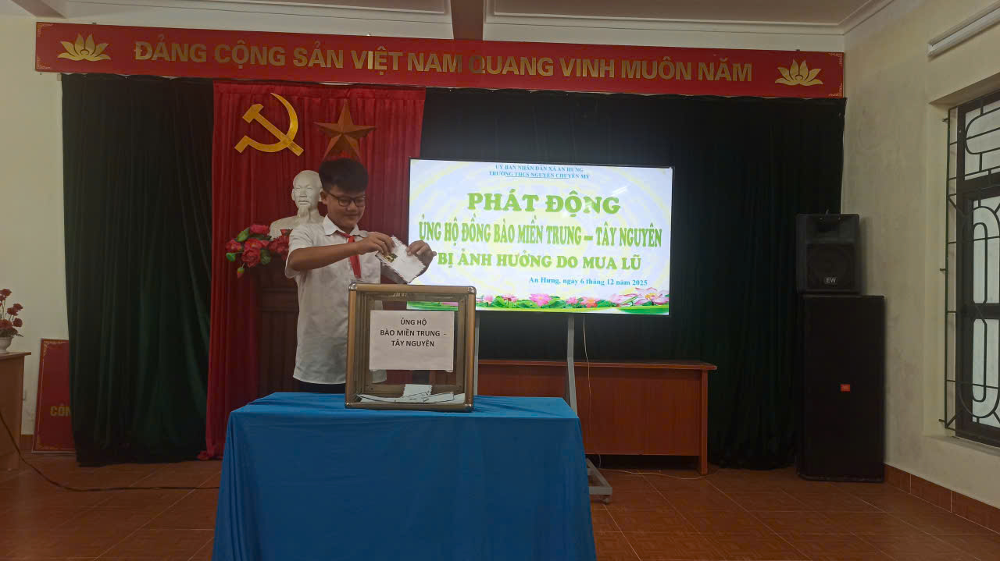 ĐẢNG CỘNG SẢN VIỆT NAM QUANG VINH MUÔN NĂM
ỦY BAN NHÂN DÂN XÃ AN HƯNG
TRƯỜNG THCS NGUYỄN CHUYÊN MỸ
PHÁT ĐỘNG
ỦNG HỘ ĐỒNG BÀO MIỀN TRUNG – TÂY NGUYÊN
BỊ ẢNH HƯỞNG DO MƯA LŨ
An Hưng, ngày 6 tháng 12 năm 2025
ỦNG HỘ
BÀO MIỀN TRUNG -
TÂY NGUYÊN
EW
CÔN